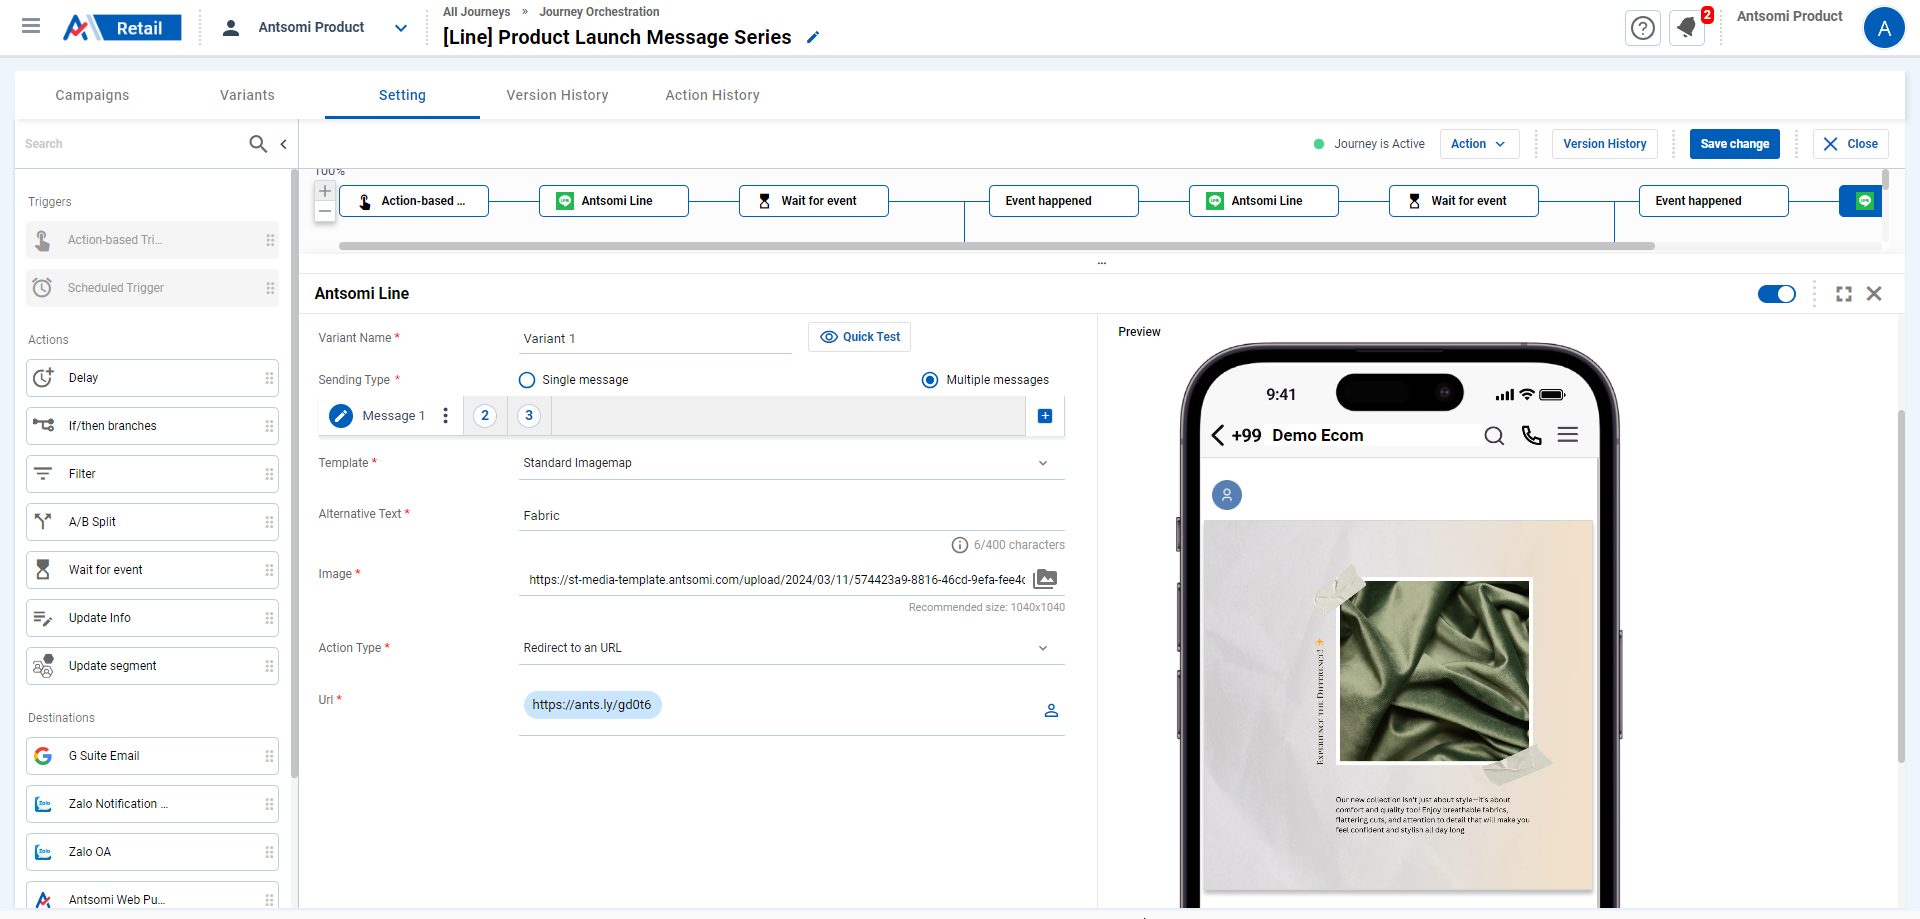 Retail
Antsomi Product
All Journeys » Journey Orchestration
[Line] Product Launch Message Series
2
Antsomi Product
A
Campaigns
Variants
Setting
Version History
Action History
Search
Journey is Active
Action
Version History
Save change
Close
100%
Action-based ...
Antsomi Line
Wait for event
Event happened
Antsomi Line
Wait for event
Event happened
Triggers
Action-based Tri...
Scheduled Trigger
Actions
Delay
If/then branches
Filter
A/B Split
Wait for event
Update Info
Update segment
Destinations
G Suite Email
Zalo Notification ...
Zalo OA
Antsomi Web Pu...
...
Antsomi Line
Variant Name *
Variant 1
Quick Test
Sending Type *
Single message
Multiple messages
Message 1
2
3
Template *
Standard Imagemap
Alternative Text *
Fabric
6/400 characters
Image *
https://st-media-template.antsomi.com/upload/2024/03/11/574423a9-8816-46cd-9efa-fee4c
Recommended size: 1040x1040
Action Type *
Redirect to an URL
Url *
https://ants.ly/gd0t6
Preview
9:41
+99 Demo Ecom
Experience the Difference!
Our new collection isn't just about style—it's about
comfort and quality too! Enjoy breathable fabrics,
flattering cuts, and attention to detail that will make you
feel confident and stylish all day long